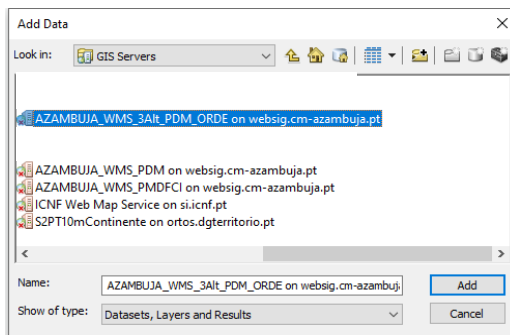 Add Data
Look in: GIS Servers
AZAMBUJA_WMS_3Alt_PDM_ORDE on websig.cm-azambuja.pt
AZAMBUJA_WMS_PDM on websig.cm-azambuja.pt
AZAMBUJA_WMS_PMDFCI on websig.cm-azambuja.pt
ICNF Web Map Service on si.icnf.pt
S2PT10mContinente on ortos.dgterritorio.pt
Name: AZAMBUJA_WMS_3Alt_PDM_ORDE on websig.cm-azambuj Add
Show of type: Datasets, Layers and Results Cancel